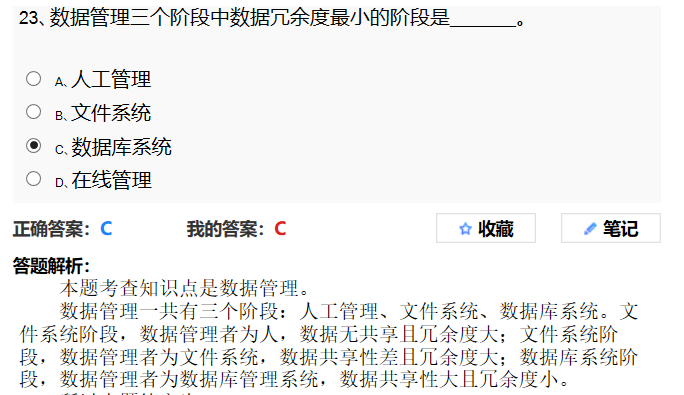 23、数据管理三个阶段中数据冗余度最小的阶段是______。
A、人工管理
B、文件系统
C、数据库系统
D、在线管理
正确答案：C 我的答案：C 收藏 笔记
答题解析：
本题考查知识点是数据管理。
数据管理一共有三个阶段：人工管理、文件系统、数据库系统。文
件系统阶段，数据管理者为人，数据无共享且冗余度大；文件系统阶
段，数据管理者为文件系统，数据共享性差且冗余度大；数据库系统阶
段，数据管理者为数据库管理系统，数据共享性大且冗余度小。